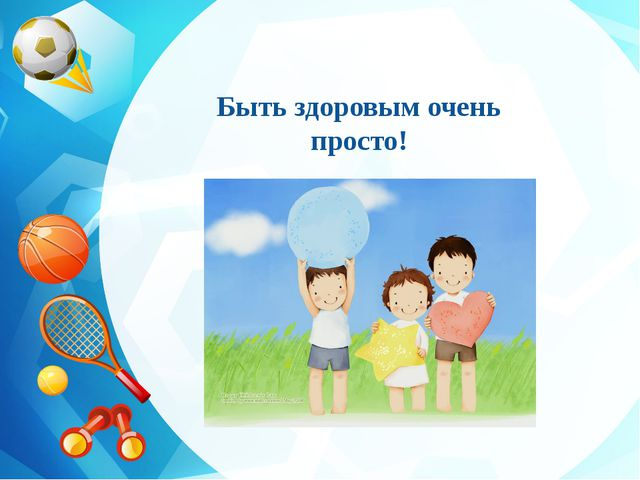 Быть здоровым очень
просто!